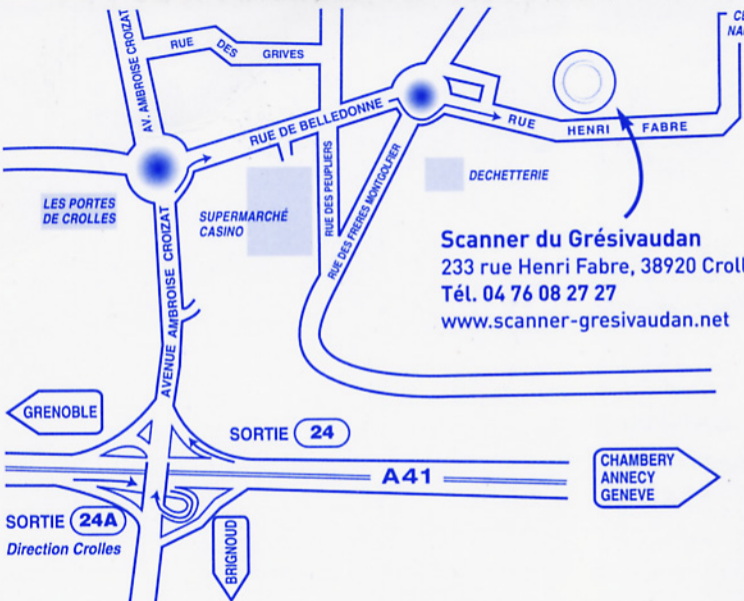 AV. AMBROISE CROIZAT
RUE DES GRIVES
RUE DE BELLEDONNE
RUE HENRI FABRE
LES PORTES
DE CROLLES
SUPERMARCHÉ
CASINO
RUE DES PEUPLIERS
RUE DES FRERES MONTGOLFIER
DECHETTERIE
Scanner du Grésivaudan
233 rue Henri Fabre, 38920 Croll
Tél. 04 76 08 27 27
www.scanner-gresivaudan.net
AVENUE AMBROISE CROIZAT
GRENOBLE
SORTIE 24
A41
CHAMBERY
ANNECY
GENEVE
SORTIE 24A
Direction Crolles
BRIGNOUD